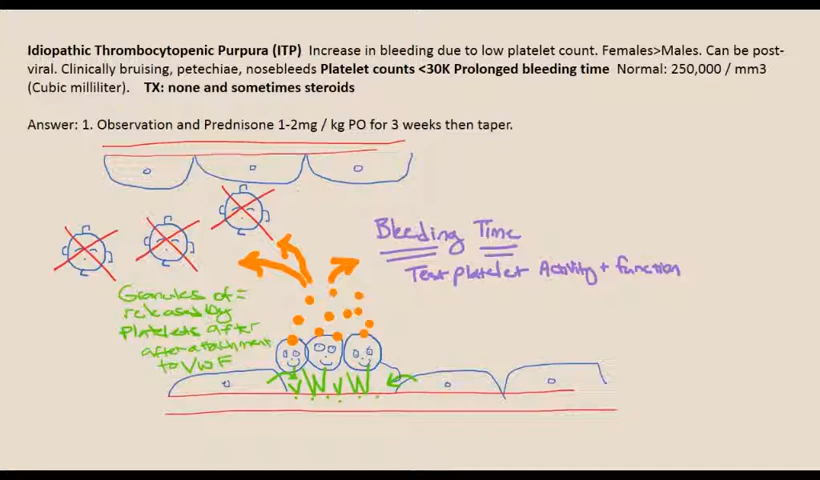 Idiopathic Thrombocytopenic Purpura (ITP)  Increase in bleeding due to low platelet count. Females>Males. Can be post-
viral. Clinically bruising, petechiae, nosebleeds Platelet counts <30K Prolonged bleeding time  Normal: 250,000 / mm3
(Cubic milliliter).   TX: none and sometimes steroids
Answer: 1. Observation and Prednisone 1-2mg / kg PO for 3 weeks then taper.
Bleeding Time
Test platelet Activity + function
Granules of =
released by
platelets after
after attachment
to VWF
V W V W